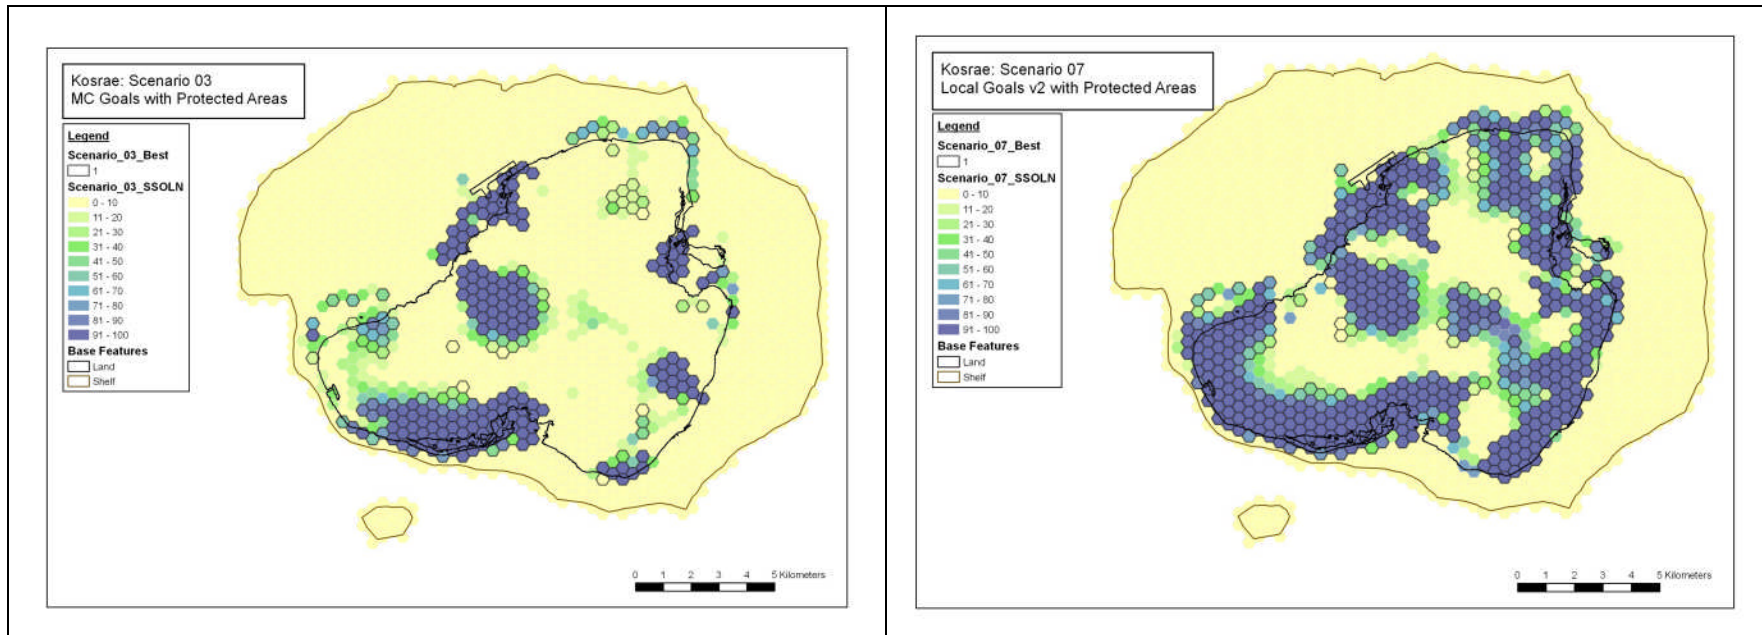 Kosrae: Scenario 03
MC Goals with Protected Areas
Legend
Scenario_03_Best
1
Scenario_03_SSOLN
0 - 10
11 - 20
21 - 30
31 - 40
41 - 50
51 - 60
61 - 70
71 - 80
81 - 90
91 - 100
Base Features
Land
Shelf
0 1 2 3 4 5 Kilometers
Kosrae: Scenario 07
Local Goals v2 with Protected Areas
Legend
Scenario_07_Best
1
Scenario_07_SSOLN
0 - 10
11 - 20
21 - 30
31 - 40
41 - 50
51 - 60
61 - 70
71 - 80
81 - 90
91 - 100
Base Features
Land
Shelf
0 1 2 3 4 5 Kilometers